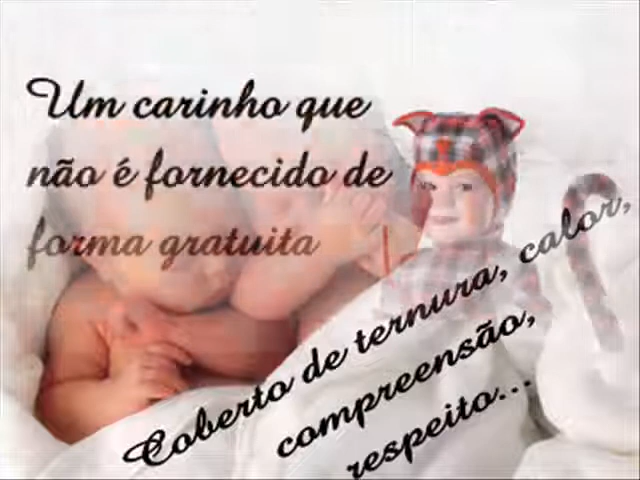 Um carinho que
não é fornecido de
forma gratuita
Coberto de ternura, calor,
compreensão,
respeito...